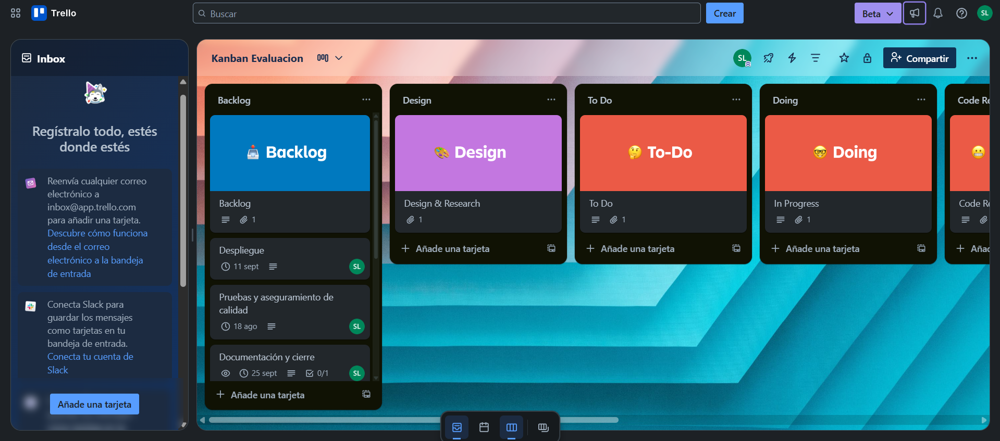 Trello
Buscar
Crear
Beta
SL
Inbox
Regístralo todo, estés
donde estés
Reenvía cualquier correo
electrónico a
inbox@app.trello.com
para añadir una tarjeta.
Descubre cómo funciona
desde el correo
electrónico a la bandeja
de entrada
Conecta Slack para
guardar los mensajes
como tarjetas en tu
bandeja de entrada.
Conecta tu cuenta de
Slack
Añade una tarjeta
Kanban Evaluacion
SL
Compartir
Backlog
Backlog
Backlog
1
Despliegue
11 sept
SL
Pruebas y aseguramiento de
calidad
18 ago
SL
Documentación y cierre
25 sept
0/1
SL
Añade una tarjeta
Design
Design
Design & Research
1
Añade una tarjeta
To Do
To-Do
To Do
1
Añade una tarjeta
Doing
Doing
In Progress
1
Añade una tarjeta
Code Re
Code Re
Añad